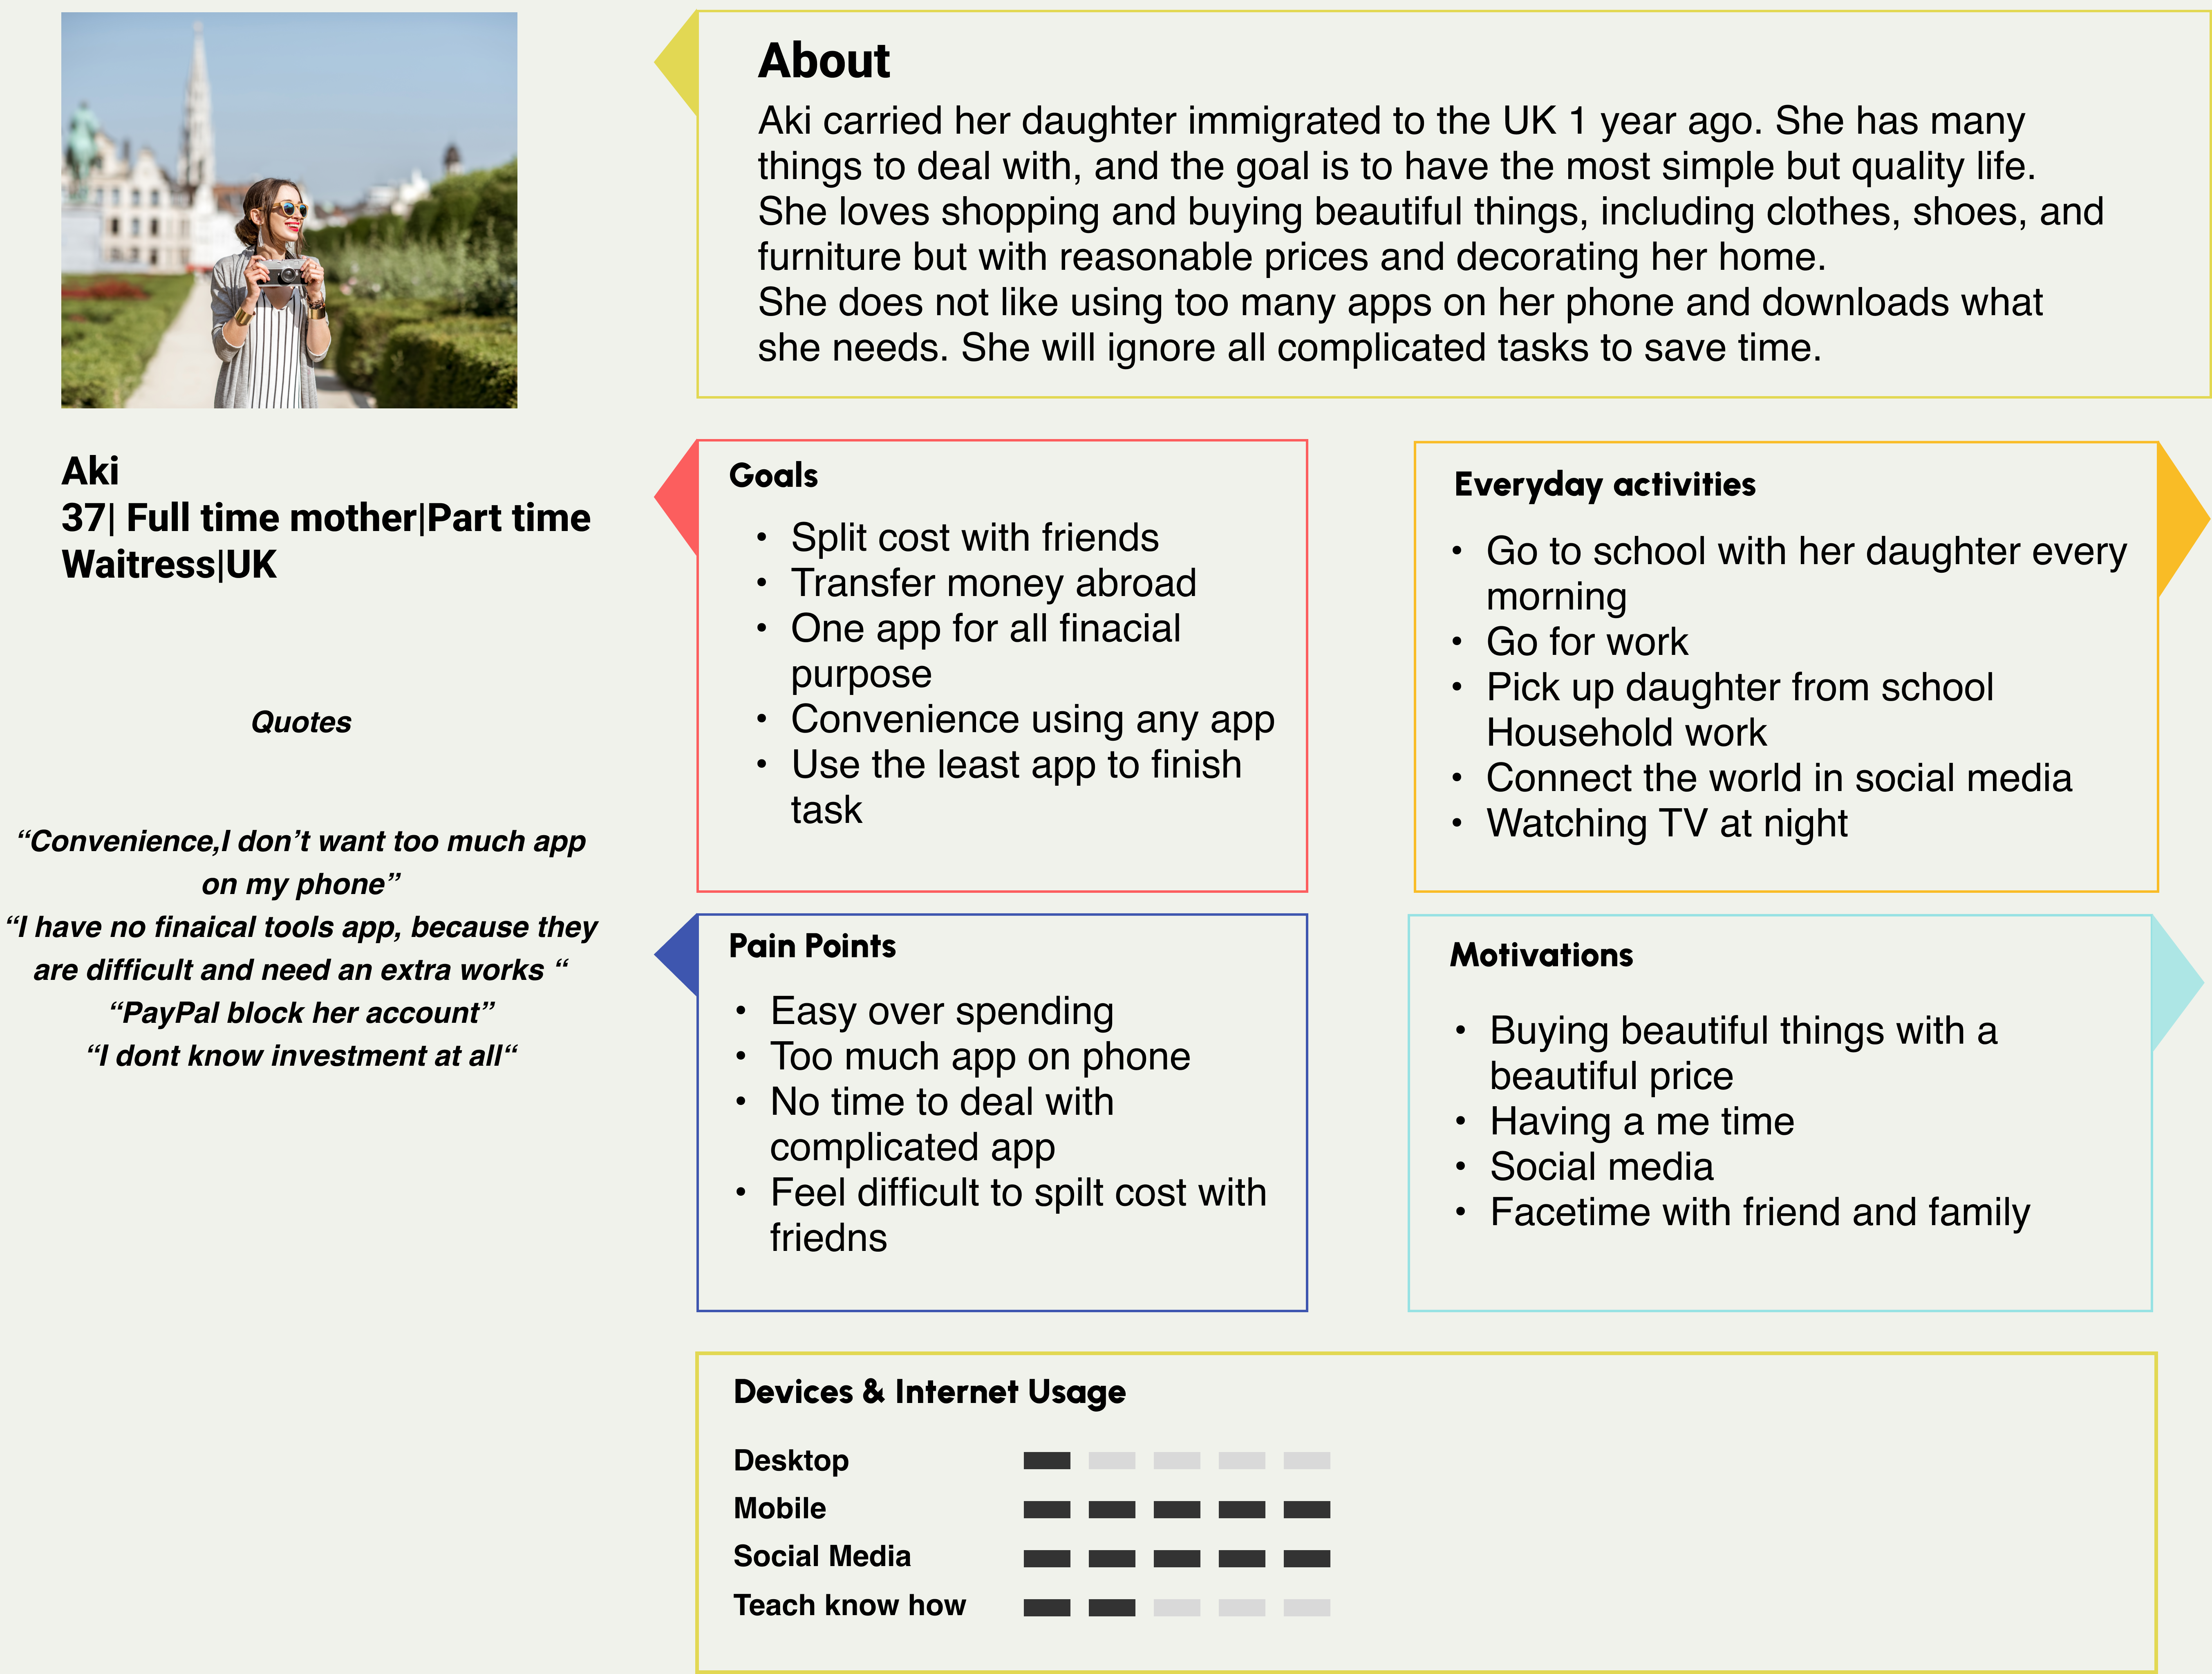 About
Aki carried her daughter immigrated to the UK 1 year ago. She has many
things to deal with, and the goal is to have the most simple but quality life.
She loves shopping and buying beautiful things, including clothes, shoes, and
furniture but with reasonable prices and decorating her home.
She does not like using too many apps on her phone and downloads what
she needs. She will ignore all complicated tasks to save time.
Aki
37| Full time mother|Part time
Waitress|UK
Quotes
“Convenience,I don’t want too much app
on my phone”
“I have no finaical tools app, because they
are difficult and need an extra works “
“PayPal block her account”
“I dont know investment at all“
Goals
• Split cost with friends
• Transfer money abroad
• One app for all finacial
purpose
• Convenience using any app
• Use the least app to finish
task
Everyday activities
• Go to school with her daughter every
morning
• Go for work
• Pick up daughter from school
Household work
• Connect the world in social media
• Watching TV at night
Pain Points
• Easy over spending
• Too much app on phone
• No time to deal with
complicated app
• Feel difficult to spilt cost with
friedns
Motivations
• Buying beautiful things with a
beautiful price
• Having a me time
• Social media
• Facetime with friend and family
Devices & Internet Usage
Desktop
Mobile
Social Media
Teach know how